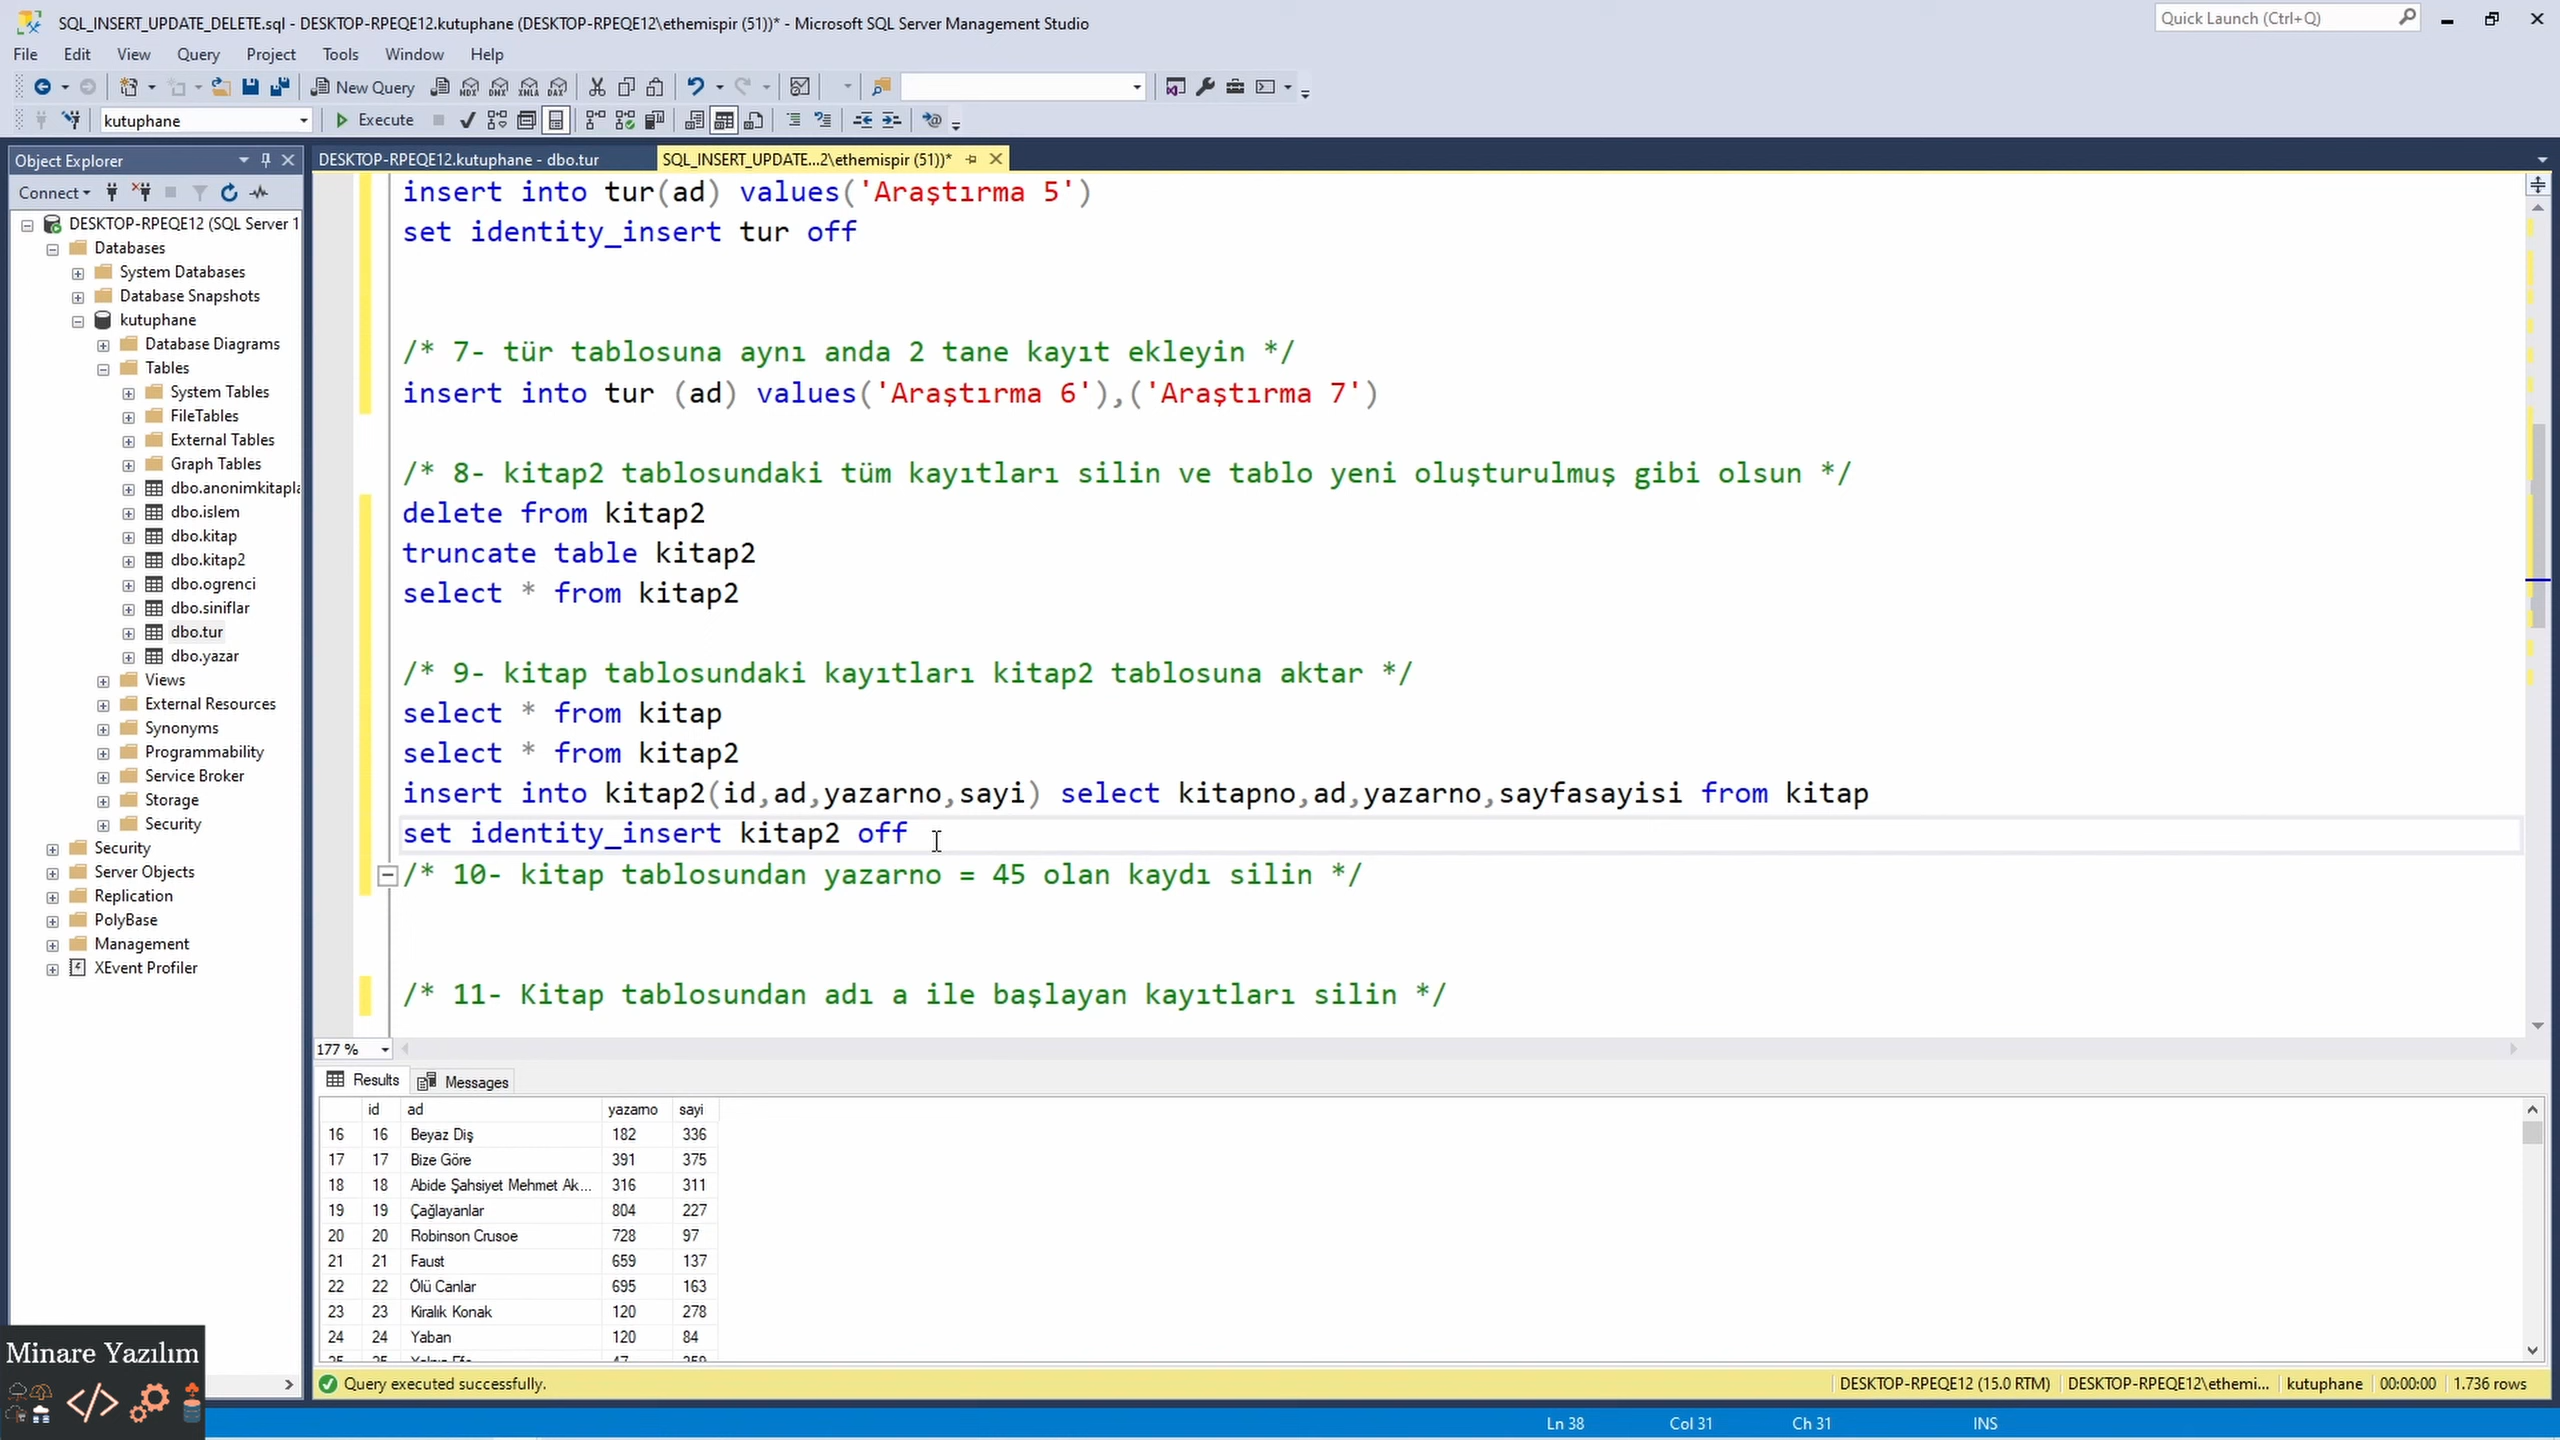 SQL_INSERT_UPDATE_DELETE.sql - DESKTOP-RPEQE12.kutuphane (DESKTOP-RPEQE12\ethemispir (51))* - Microsoft SQL Server Management Studio
Quick Launch (Ctrl+Q)
File Edit View Query Project Tools Window Help
New Query
MDX DMX XMLA DAX
kutuphane
Execute
Object Explorer
DESKTOP-RPEQE12.kutuphane - dbo.tur
SQL_INSERT_UPDATE...2\ethemispir (51))*
Connect
DESKTOP-RPEQE12 (SQL Server 1
Databases
System Databases
Database Snapshots
kutuphane
Database Diagrams
Tables
System Tables
FileTables
External Tables
Graph Tables
dbo.anonimkitapla
dbo.islem
dbo.kitap
dbo.kitap2
dbo.ogrenci
dbo.siniflar
dbo.tur
dbo.yazar
Views
External Resources
Synonyms
Programmability
Service Broker
Storage
Security
Security
Server Objects
Replication
PolyBase
Management
XEvent Profiler
insert into tur(ad) values('Araştırma 5')
set identity_insert tur off
/* 7- tür tablosuna aynı anda 2 tane kayıt ekleyin */
insert into tur (ad) values('Araştırma 6'),('Araştırma 7')
/* 8- kitap2 tablosundaki tüm kayıtları silin ve tablo yeni oluşturulmuş gibi olsun */
delete from kitap2
truncate table kitap2
select * from kitap2
/* 9- kitap tablosundaki kayıtları kitap2 tablosuna aktar */
select * from kitap
select * from kitap2
insert into kitap2(id,ad,yazarno,sayi) select kitapno,ad,yazarno,sayfasayisi from kitap
set identity_insert kitap2 off
/* 10- kitap tablosundan yazarno = 45 olan kaydı silin */
/* 11- Kitap tablosundan adı a ile başlayan kayıtları silin */
177 %
Results Messages
id ad yazarno sayi
16 16 Beyaz Diş 182 336
17 17 Bize Göre 391 375
18 18 Abide Şahsiyet Mehmet Ak... 316 311
19 19 Çağlayanlar 804 227
20 20 Robinson Crusoe 728 97
21 21 Faust 659 137
22 22 Ölü Canlar 695 163
23 23 Kiralık Konak 120 278
24 24 Yaban 120 84
Query executed successfully.
DESKTOP-RPEQE12 (15.0 RTM) DESKTOP-RPEQE12\ethemi... kutuphane 00:00:00 1.736 rows
Ln 38 Col 31 Ch 31 INS
Minare Yazılım